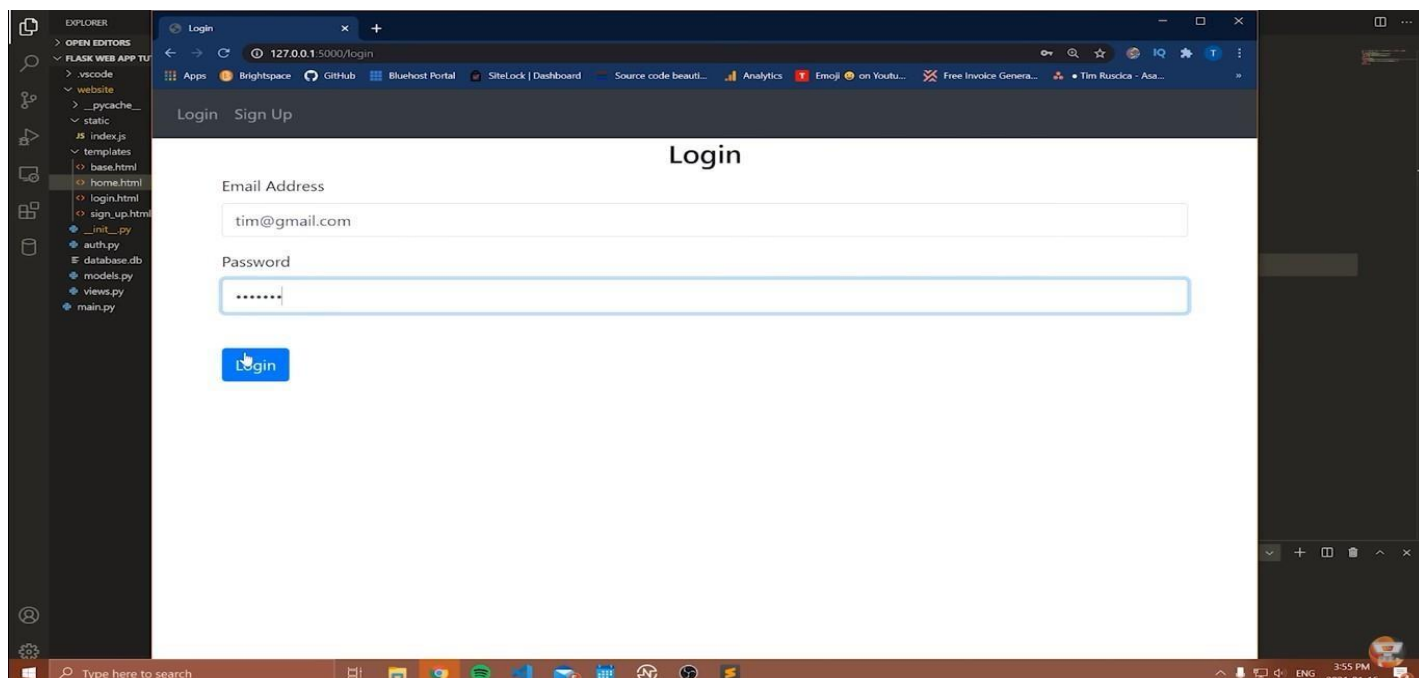 EXPLORER
> OPEN EDITORS
FLASK WEB APP TU
> .vscode
website
> __pycache__
static
JS index.js
templates
<> base.html
<> home.html
<> login.html
<> sign_up.html
__init__.py
auth.py
database.db
models.py
views.py
main.py
Login
127.0.0.1:5000/login
IQ
T
Apps Brightspace GitHub Bluehost Portal SiteLock | Dashboard Source code beauti... Analytics Emoji 😀 on Youtu... Free Invoice Genera... • Tim Ruscica - Asa... »
Login Sign Up
Login
Email Address
tim@gmail.com
Password
•••••••
Login
Type here to search
ENG
3:55 PM